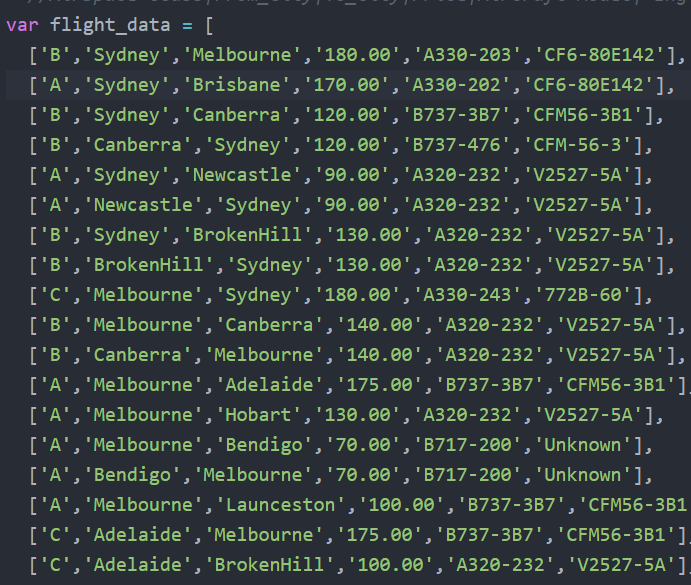 var flight_data = [
['B','Sydney','Melbourne','180.00','A330-203','CF6-80E142'],
['A','Sydney','Brisbane','170.00','A330-202','CF6-80E142'],
['B','Sydney','Canberra','120.00','B737-3B7','CFM56-3B1'],
['B','Canberra','Sydney','120.00','B737-476','CFM-56-3'],
['A','Sydney','Newcastle','90.00','A320-232','V2527-5A'],
['A','Newcastle','Sydney','90.00','A320-232','V2527-5A'],
['B','Sydney','BrokenHill','130.00','A320-232','V2527-5A'],
['B','BrokenHill','Sydney','130.00','A320-232','V2527-5A'],
['C','Melbourne','Sydney','180.00','A330-243','772B-60'],
['B','Melbourne','Canberra','140.00','A320-232','V2527-5A'],
['B','Canberra','Melbourne','140.00','A320-232','V2527-5A'],
['A','Melbourne','Adelaide','175.00','B737-3B7','CFM56-3B1'],
['A','Melbourne','Hobart','130.00','A320-232','V2527-5A'],
['A','Melbourne','Bendigo','70.00','B717-200','Unknown'],
['A','Bendigo','Melbourne','70.00','B717-200','Unknown'],
['A','Melbourne','Launceston','100.00','B737-3B7','CFM56-3B1
['C','Adelaide','Melbourne','175.00','B737-3B7','CFM56-3B1'],
['C','Adelaide','BrokenHill','100.00','A320-232','V2527-5A']